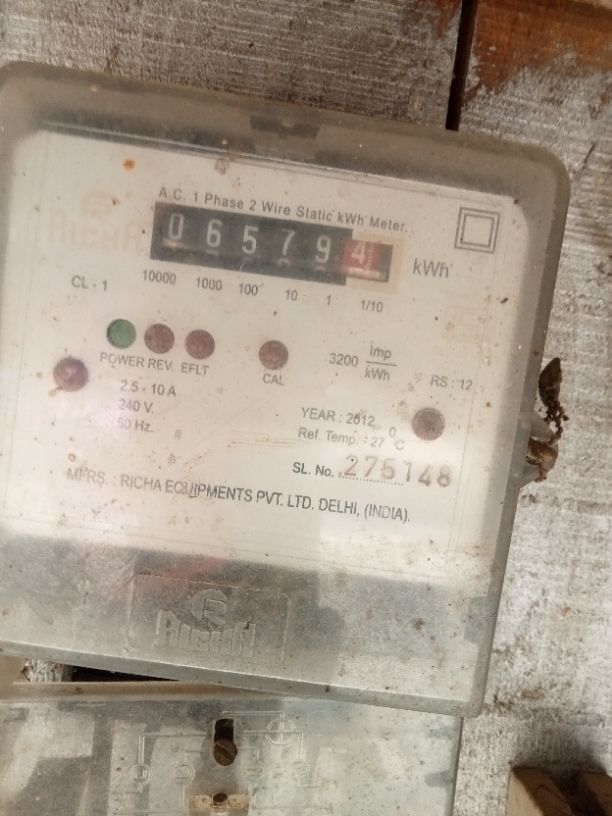 A.C. 1 Phase 2 Wire Static kWh Meter.
RICHA
0 6 5 7 9 4 kWh
CL - 1 10000 1000 100 10 1 1/10
POWER REV. EFLT CAL
3200 Imp/kWh RS : 12
2.5 - 10 A
240 V.
50 Hz.
YEAR : 2012
Ref. Temp. : 27 °C
SL. No. 275148
MFRS. : RICHA EQUIPMENTS PVT. LTD. DELHI, (INDIA).
R
RICHA